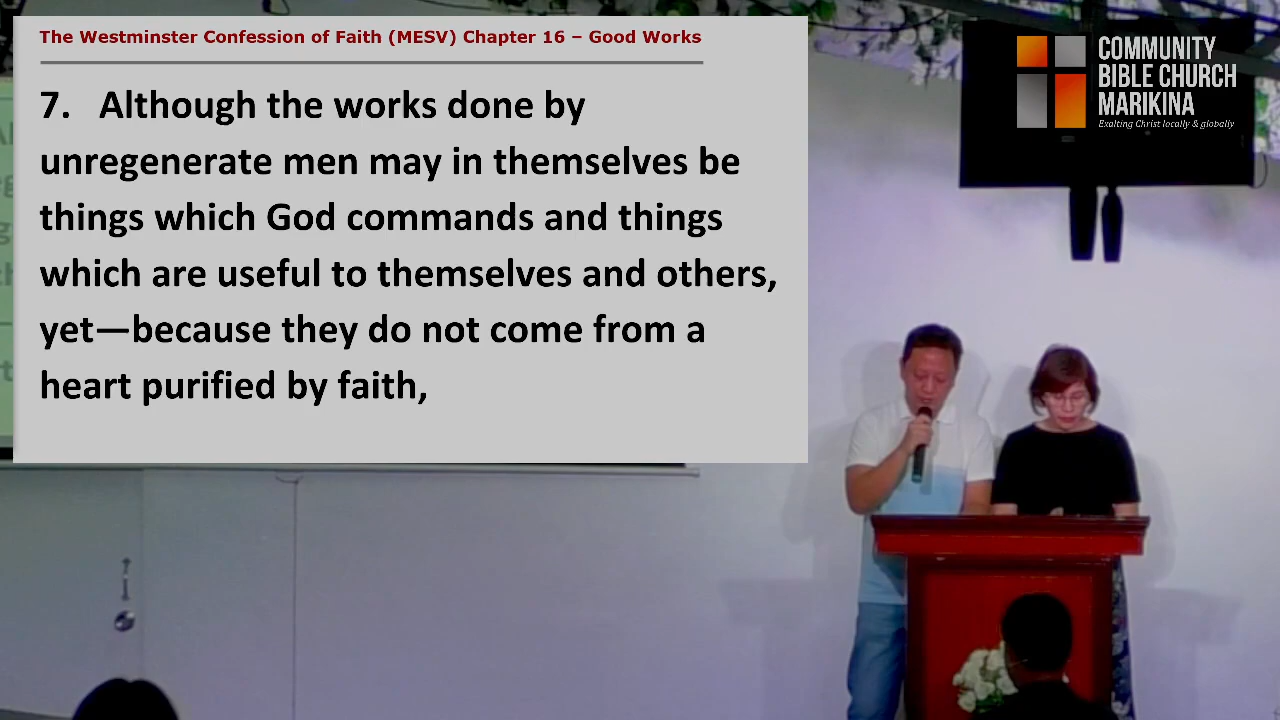 The Westminster Confession of Faith (MESV) Chapter 16 – Good Works
7. Although the works done by
unregenerate men may in themselves be
things which God commands and things
which are useful to themselves and others,
yet—because they do not come from a
heart purified by faith,
COMMUNITY
BIBLE CHURCH
MARIKINA
Exalting Christ locally & globally